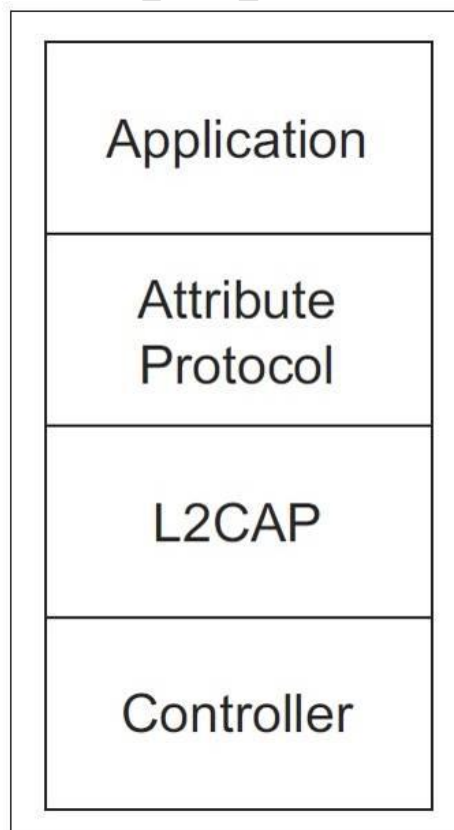 Application
Attribute
Protocol
L2CAP
Controller